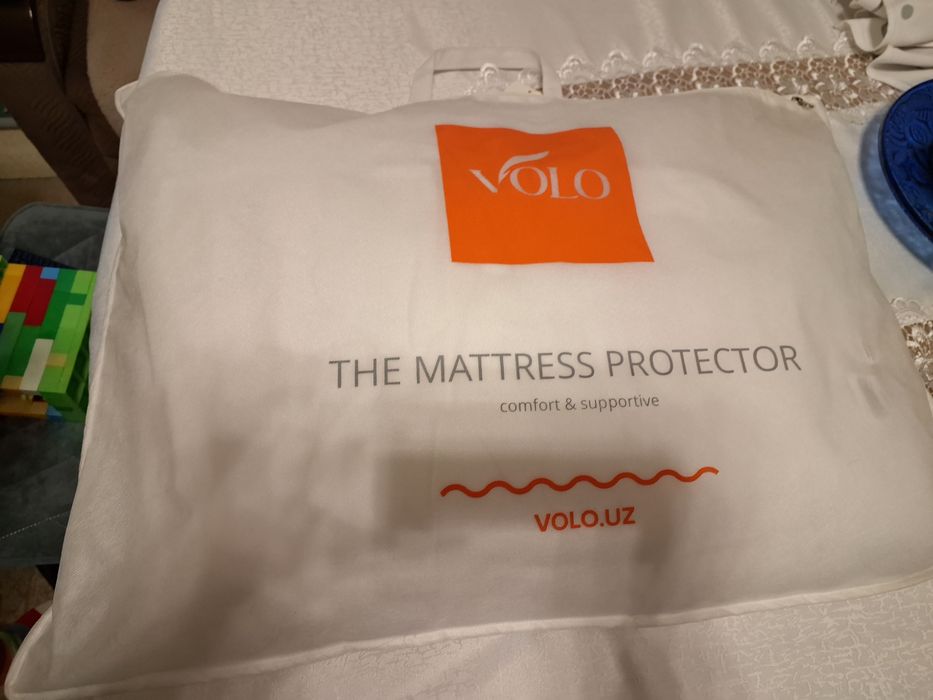 VOLO
THE MATTRESS PROTECTOR
comfort & supportive
VOLO.UZ